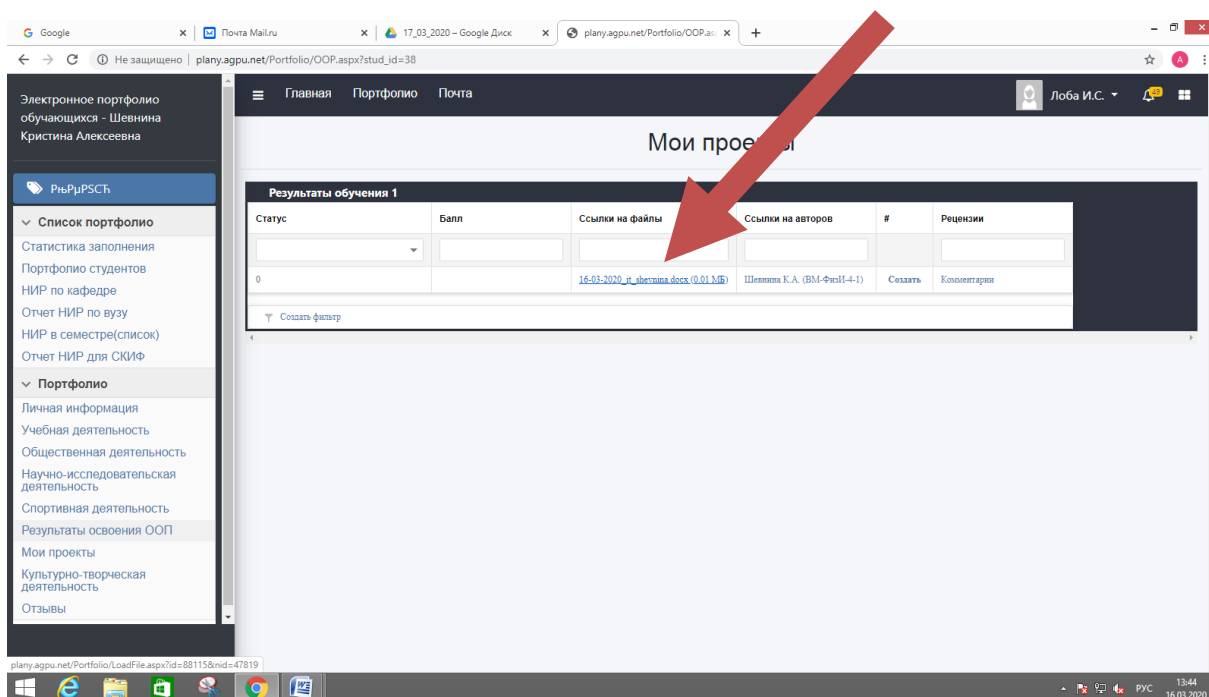 Google
Почта Mail.ru
17_03_2020 – Google Диск
plany.agpu.net/Portfolio/OOP.as
Не защищено | plany.agpu.net/Portfolio/OOP.aspx?stud_id=38
A
Электронное портфолио
обучающихся - Шевнина
Кристина Алексеевна
РњРµРЅСЋ
Список портфолио
Статистика заполнения
Портфолио студентов
НИР по кафедре
Отчет НИР по вузу
НИР в семестре(список)
Отчет НИР для СКИФ
Портфолио
Личная информация
Учебная деятельность
Общественная деятельность
Научно-исследовательская
деятельность
Спортивная деятельность
Результаты освоения ООП
Мои проекты
Культурно-творческая
деятельность
Отзывы
Главная Портфолио Почта
Лоба И.С.
49
Мои
Результаты обучения 1
Статус Балл Ссылки на файлы Ссылки на авторов # Рецензии
0 16-03-2020_it_shevnina.docx (0.01 МБ) Шевнина К.А. (ВМ-ФизИ-4-1) Создать Комментарии
Создать фильтр
plany.agpu.net/Portfolio/LoadFile.aspx?id=88115&nid=47819
РУС
13:44
16.03.2020